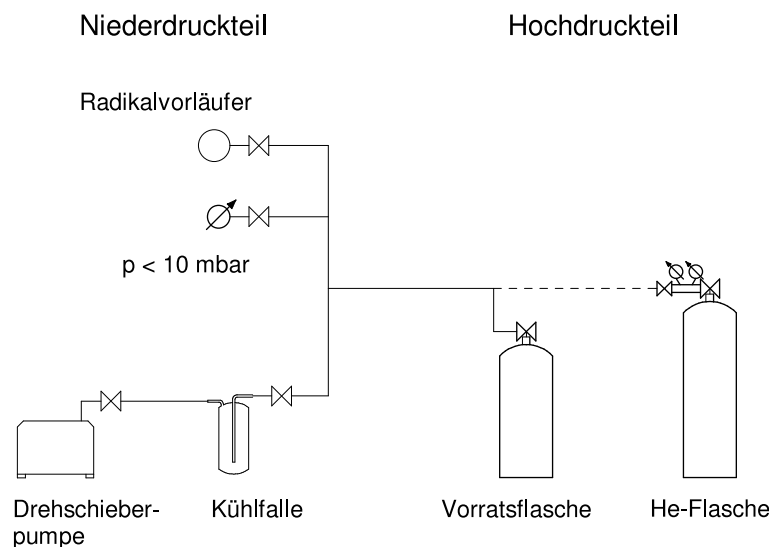 Niederdruckteil
Hochdruckteil
Radikalvorläufer
p < 10 mbar
Drehschieber-
pumpe
Kühlfalle
Vorratsflasche
He-Flasche